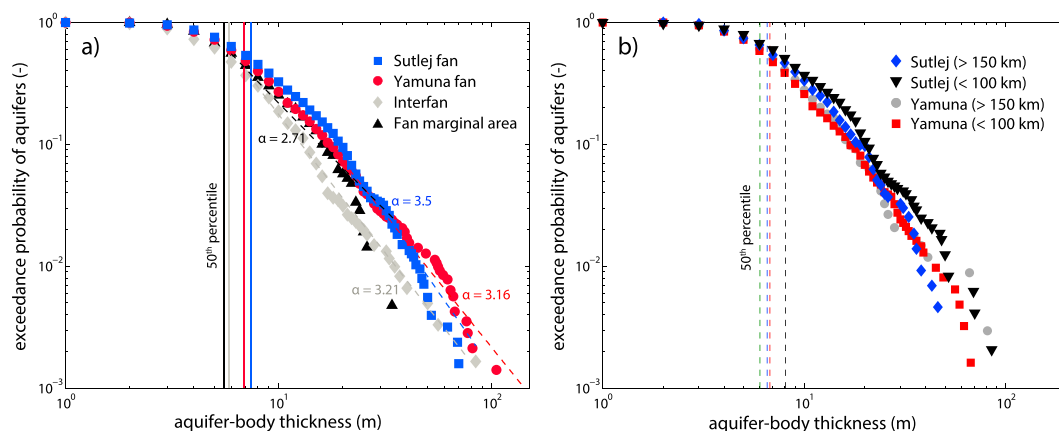 a)
Sutlej fan
Yamuna fan
Interfan
Fan marginal area
α = 2.71
α = 3.5
α = 3.21
α = 3.16
50th percentile
exceedance probability of aquifers (-)
10^0
10^-1
10^-2
10^-3
10^0
10^1
10^2
aquifer-body thickness (m)
b)
Sutlej (> 150 km)
Sutlej (< 100 km)
Yamuna (> 150 km)
Yamuna (< 100 km)
50th percentile
exceedance probability of aquifers (-)
10^0
10^-1
10^-2
10^-3
10^0
10^1
10^2
aquifer-body thickness (m)